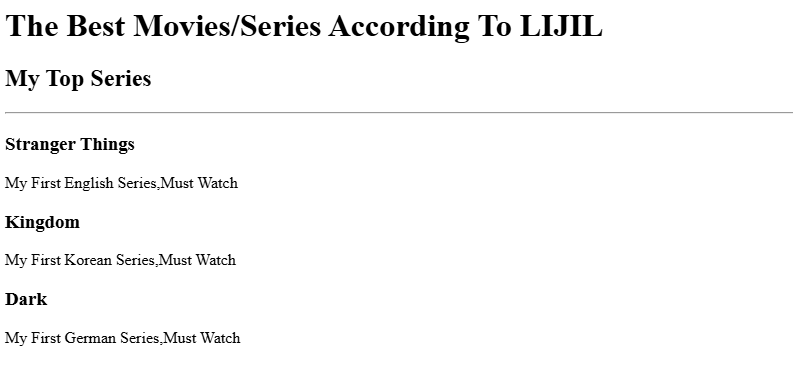 The Best Movies/Series According To LIJIL
My Top Series
Stranger Things
My First English Series,Must Watch
Kingdom
My First Korean Series,Must Watch
Dark
My First German Series,Must Watch